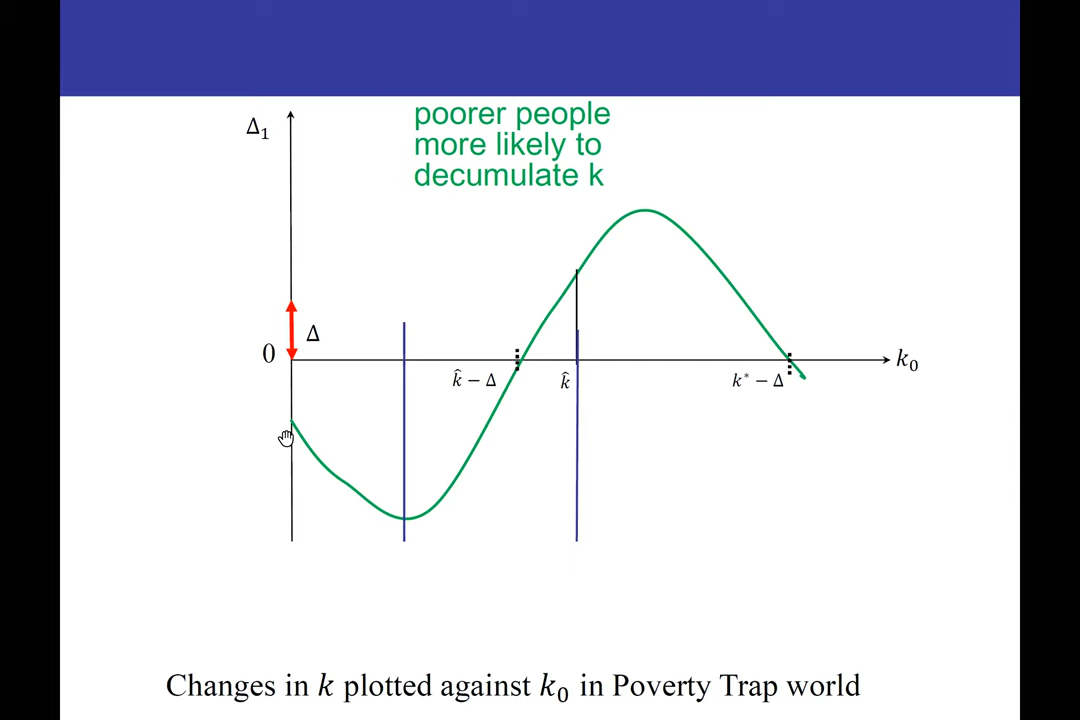 poorer people
more likely to
decumulate k
Δ₁
Δ
0
k₀
k̂ − Δ
k̂
k* − Δ
Changes in k plotted against k₀ in Poverty Trap world